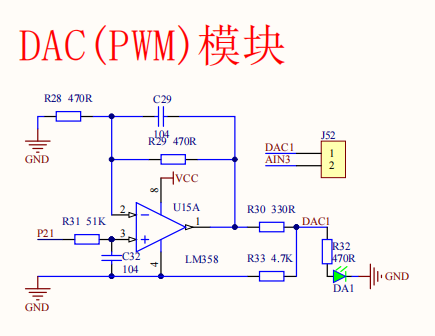 DAC(PWM)模块
R28 470R
C29
104
R29 470R
GND
VCC
8
U15A
2
1
3
4
LM358
P21
R31 51K
C32
104
GND
R30 330R
DAC1
R33 4.7K
R32
470R
DA1
GND
J52
DAC1
1
AIN3
2